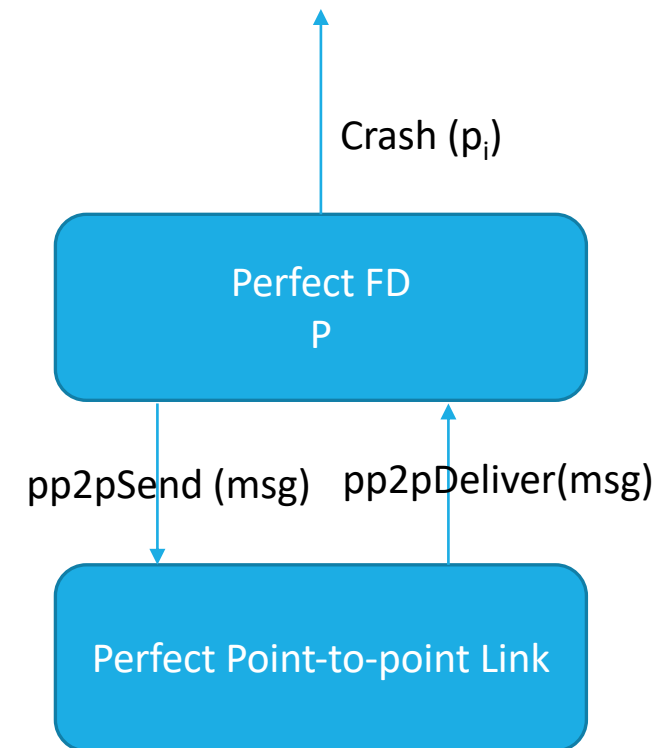 Crash (pᵢ)
Perfect FD
P
pp2pSend (msg)
pp2pDeliver(msg)
Perfect Point-to-point Link